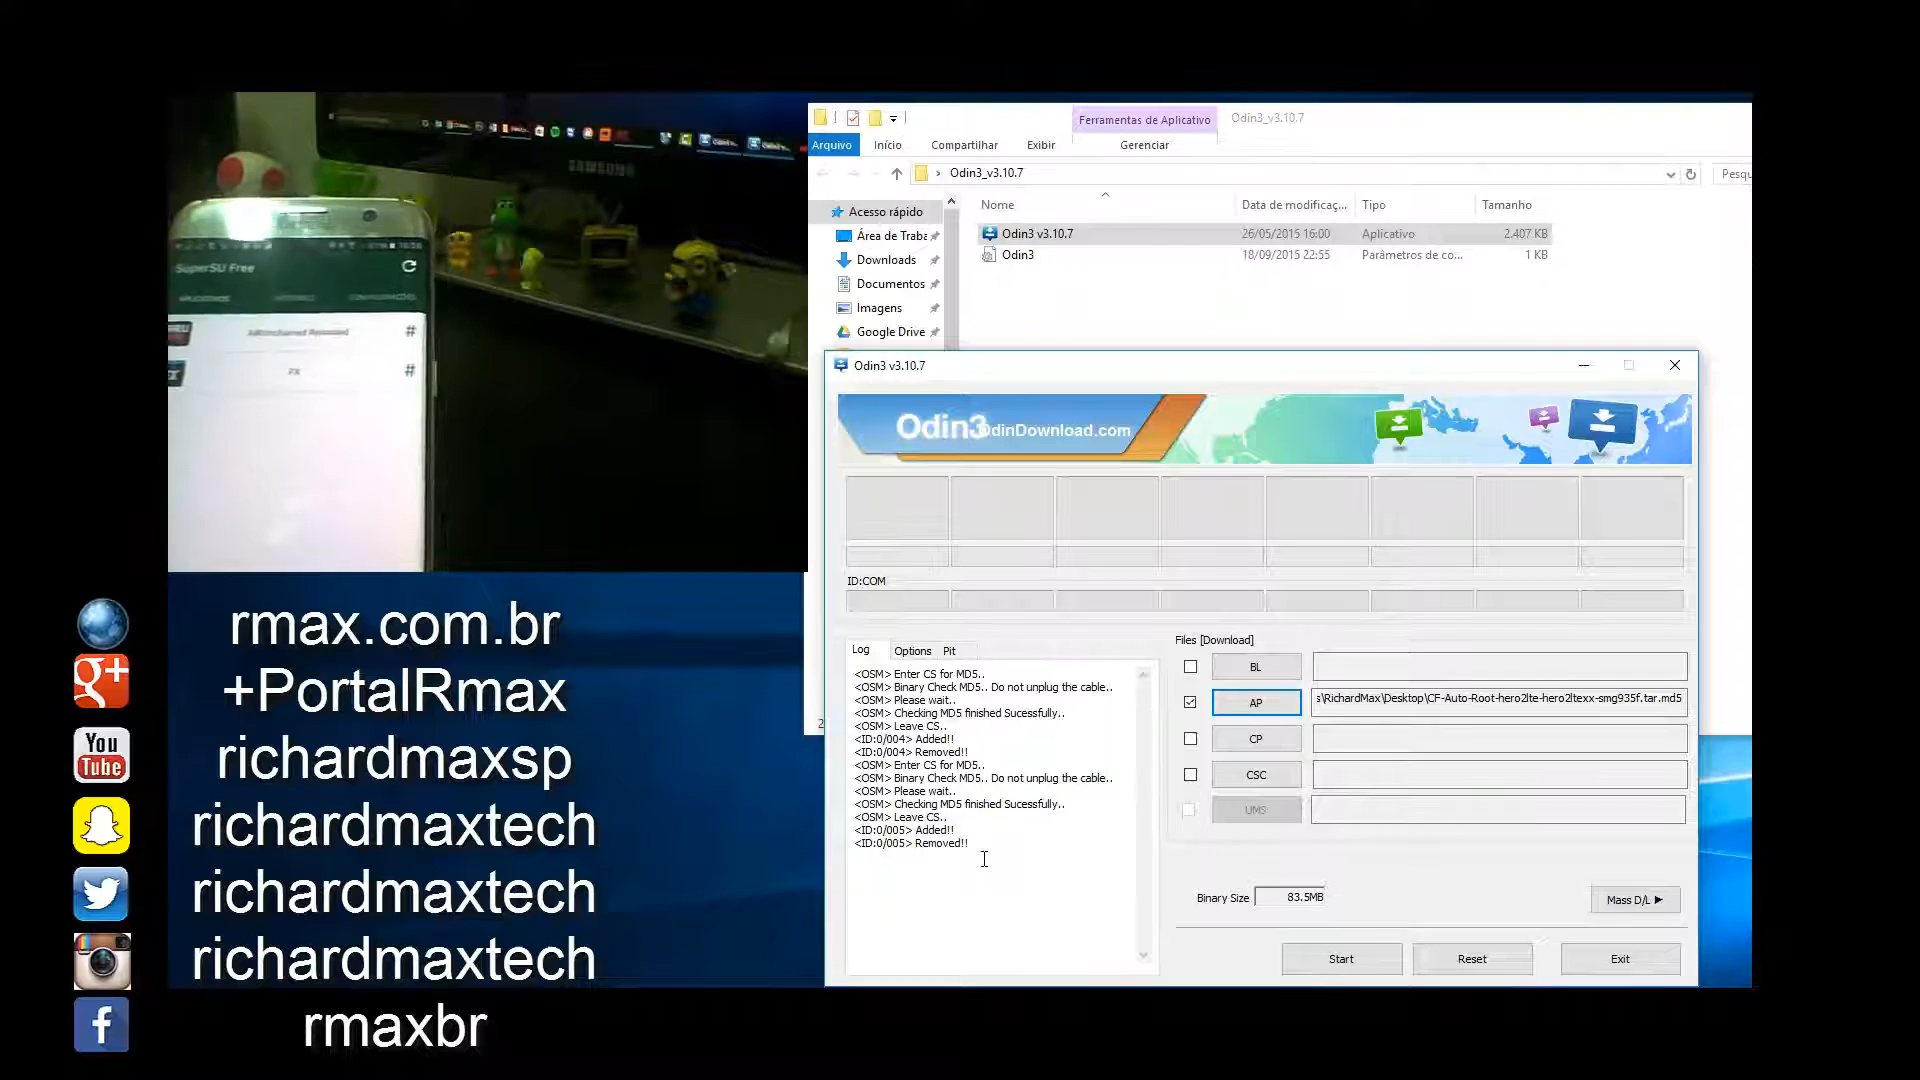 SAMSUNG
SuperSU Free
rmax.com.br
+PortalRmax
You
Tube
richardmaxsp
richardmaxtech
richardmaxtech
richardmaxtech
rmaxbr
Ferramentas de Aplicativo
Odin3_v3.10.7
Arquivo
Início
Compartilhar
Exibir
Gerenciar
Odin3_v3.10.7
Pesqu
Acesso rápido
Área de Traba
Downloads
Documentos
Imagens
Google Drive
Nome
Data de modificaç...
Tipo
Tamanho
Odin3 v3.10.7
26/05/2015 16:00
Aplicativo
2.407 KB
Odin3
18/09/2015 22:55
Parâmetros de co...
1 KB
Odin3 v3.10.7
Odin3
OdinDownload.com
ID:COM
Log
Options
Pit
<OSM> Enter CS for MD5..
<OSM> Binary Check MD5.. Do not unplug the cable..
<OSM> Please wait..
<OSM> Checking MD5 finished Sucessfully..
<OSM> Leave CS..
<ID:0/004> Added!!
<ID:0/004> Removed!!
<OSM> Enter CS for MD5..
<OSM> Binary Check MD5.. Do not unplug the cable..
<OSM> Please wait..
<OSM> Checking MD5 finished Sucessfully..
<OSM> Leave CS..
<ID:0/005> Added!!
<ID:0/005> Removed!!
Files [Download]
BL
AP
s\RichardMax\Desktop\CF-Auto-Root-hero2lte-hero2ltexx-smg935f.tar.md5
CP
CSC
UMS
Binary Size
83.5MB
Mass D/L ►
Start
Reset
Exit